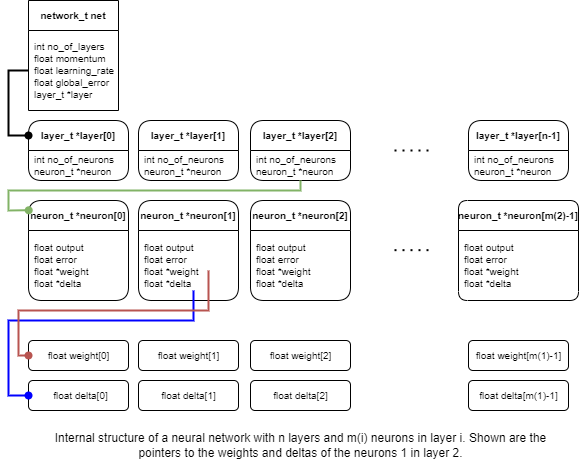 network_t net
int no_of_layers
float momentum
float learning_rate
float global_error
layer_t *layer
layer_t *layer[0]
int no_of_neurons
neuron_t *neuron
layer_t *layer[1]
int no_of_neurons
neuron_t *neuron
layer_t *layer[2]
int no_of_neurons
neuron_t *neuron
. . . . .
layer_t *layer[n-1]
int no_of_neurons
neuron_t *neuron
neuron_t *neuron[0]
float output
float error
float *weight
float *delta
neuron_t *neuron[1]
float output
float error
float *weight
float *delta
neuron_t *neuron[2]
float output
float error
float *weight
float *delta
. . . . .
neuron_t *neuron[m(2)-1]
float output
float error
float *weight
float *delta
float weight[0]
float weight[1]
float weight[2]
float weight[m(1)-1]
float delta[0]
float delta[1]
float delta[2]
float delta[m(1)-1]
Internal structure of a neural network with n layers and m(i) neurons in layer i. Shown are the
pointers to the weights and deltas of the neurons 1 in layer 2.